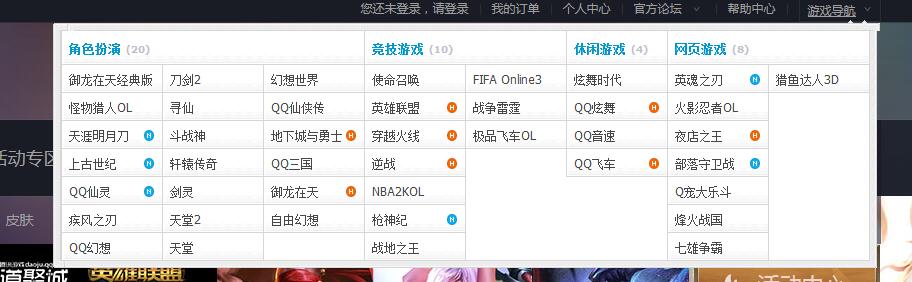 您还未登录，请登录 我的订单 个人中心 官方论坛 帮助中心 游戏导航
角色扮演 (20) 竞技游戏 (10) 休闲游戏 (4) 网页游戏 (8)
御龙在天经典版 刀剑2 幻想世界 使命召唤 FIFA Online3 炫舞时代 英魂之刃 N 猎鱼达人3D
怪物猎人OL 寻仙 QQ仙侠传 英雄联盟 H 战争雷霆 QQ炫舞 H 火影忍者OL
天涯明月刀 N 斗战神 地下城与勇士 H 穿越火线 H 极品飞车OL QQ音速 夜店之王 H
活动专区
上古世纪 N 轩辕传奇 QQ三国 逆战 H QQ飞车 H 部落守卫战 N
QQ仙灵 N 剑灵 御龙在天 H NBA2KOL Q宠大乐斗
皮肤
疾风之刃 天堂2 自由幻想 枪神纪 N 烽火战国
QQ幻想 天堂 战地之王 七雄争霸
道聚城 daoju.qq 英雄联盟 活动中心